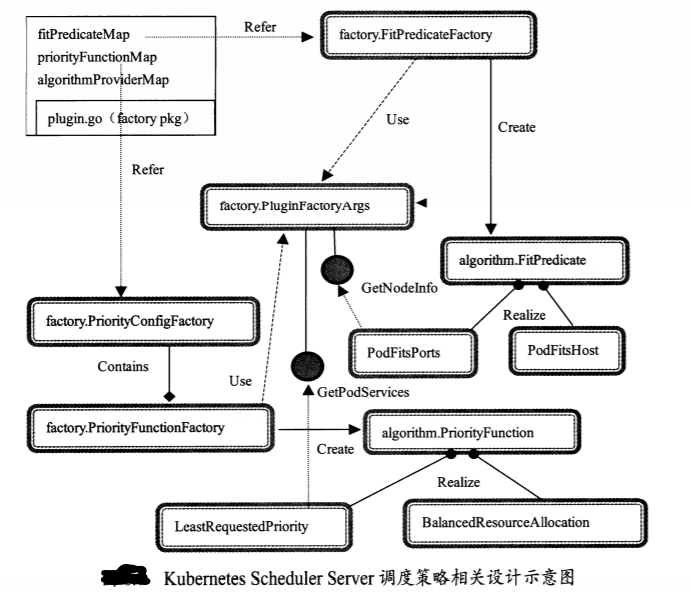 fitPredicateMap
priorityFunctionMap
algorithmProviderMap
plugin.go（factory pkg）
Refer
factory.FitPredicateFactory
Use
Create
Refer
factory.PluginFactoryArgs
algorithm.FitPredicate
GetNodeInfo
Realize
factory.PriorityConfigFactory
PodFitsPorts
PodFitsHost
Contains
Use
GetPodServices
factory.PriorityFunctionFactory
algorithm.PriorityFunction
Create
Realize
LeastRequestedPriority
BalancedResourceAllocation
Kubernetes Scheduler Server 调度策略相关设计示意图